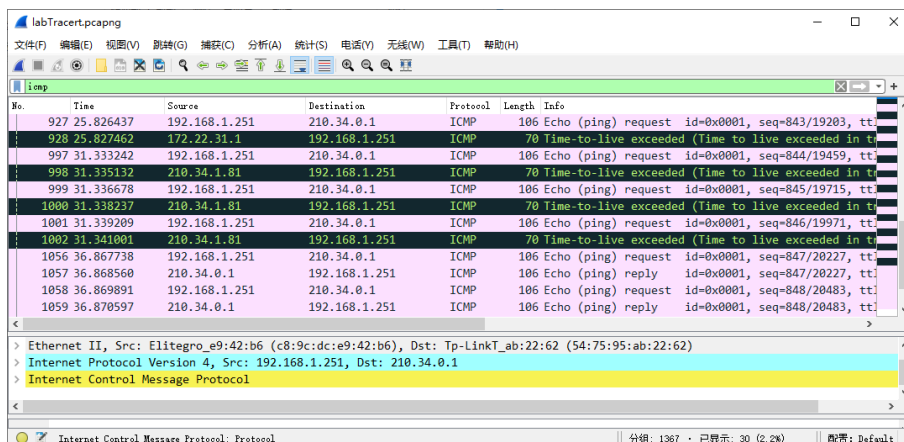 labTracert.pcapng
文件(F) 编辑(E) 视图(V) 跳转(G) 捕获(C) 分析(A) 统计(S) 电话(Y) 无线(W) 工具(T) 帮助(H)
icmp
No. Time Source Destination Protocol Length Info
927 25.826437 192.168.1.251 210.34.0.1 ICMP 106 Echo (ping) request id=0x0001, seq=843/19203, ttl
928 25.827462 172.22.31.1 192.168.1.251 ICMP 70 Time-to-live exceeded (Time to live exceeded in tr
997 31.333242 192.168.1.251 210.34.0.1 ICMP 106 Echo (ping) request id=0x0001, seq=844/19459, ttl
998 31.335132 210.34.1.81 192.168.1.251 ICMP 70 Time-to-live exceeded (Time to live exceeded in tr
999 31.336678 192.168.1.251 210.34.0.1 ICMP 106 Echo (ping) request id=0x0001, seq=845/19715, ttl
1000 31.338237 210.34.1.81 192.168.1.251 ICMP 70 Time-to-live exceeded (Time to live exceeded in tr
1001 31.339209 192.168.1.251 210.34.0.1 ICMP 106 Echo (ping) request id=0x0001, seq=846/19971, ttl
1002 31.341001 210.34.1.81 192.168.1.251 ICMP 70 Time-to-live exceeded (Time to live exceeded in tr
1056 36.867738 192.168.1.251 210.34.0.1 ICMP 106 Echo (ping) request id=0x0001, seq=847/20227, ttl
1057 36.868560 210.34.0.1 192.168.1.251 ICMP 106 Echo (ping) reply id=0x0001, seq=847/20227, ttl
1058 36.869891 192.168.1.251 210.34.0.1 ICMP 106 Echo (ping) request id=0x0001, seq=848/20483, ttl
1059 36.870597 210.34.0.1 192.168.1.251 ICMP 106 Echo (ping) reply id=0x0001, seq=848/20483, ttl
Ethernet II, Src: Elitegro_e9:42:b6 (c8:9c:dc:e9:42:b6), Dst: Tp-LinkT_ab:22:62 (54:75:95:ab:22:62)
Internet Protocol Version 4, Src: 192.168.1.251, Dst: 210.34.0.1
Internet Control Message Protocol
Internet Control Message Protocol: Protocol 分组: 1367 · 已显示: 30 (2.2%) 配置: Default